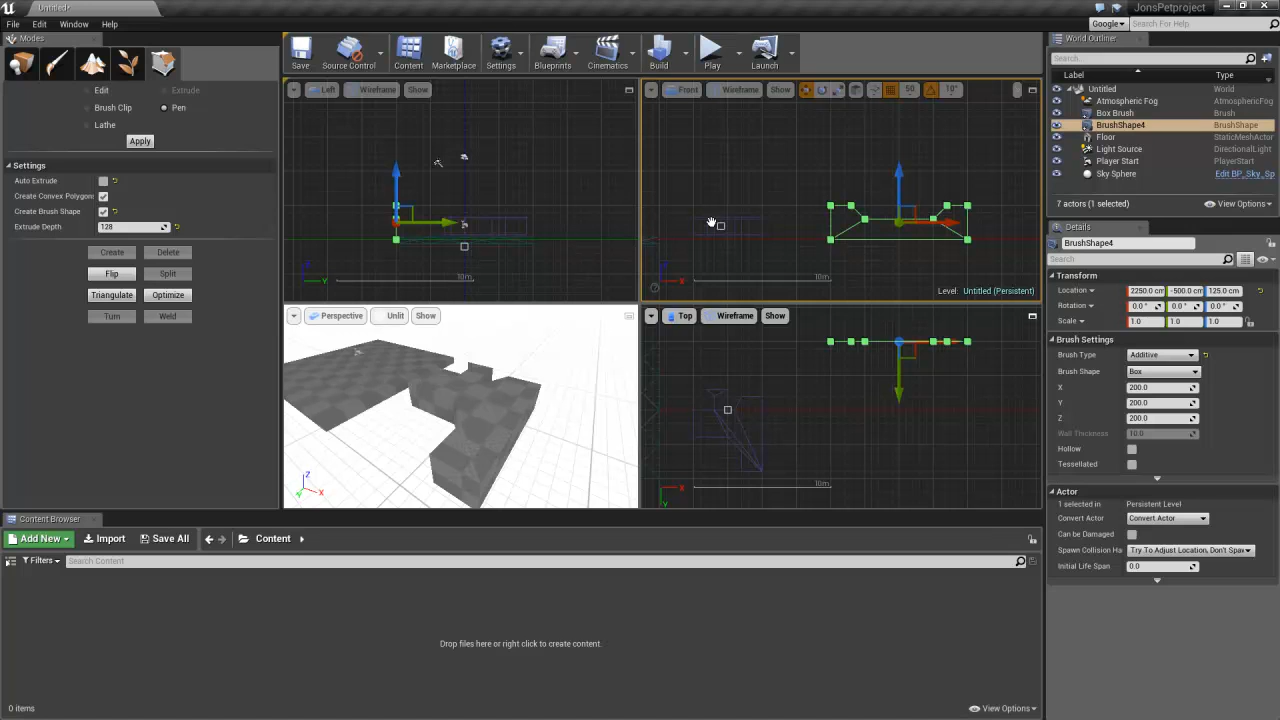 Untitled*
JonsPetproject
File Edit Window Help
Google Search For Help
Modes
Save Source Control Content Marketplace Settings Blueprints Cinematics Build Play Launch
World Outliner
Search...
Label Type
Untitled World
Atmospheric Fog AtmosphericFog
Box Brush Brush
BrushShape4 BrushShape
Floor StaticMeshActor
Light Source DirectionalLight
Player Start PlayerStart
Sky Sphere Edit BP_Sky_Sp
7 actors (1 selected) View Options
Edit Extrude
Brush Clip Pen
Lathe
Apply
Settings
Auto Extrude
Create Convex Polygon
Create Brush Shape
Extrude Depth 128
Create Delete
Flip Split
Triangulate Optimize
Turn Weld
Left Wireframe Show
10m
Z
Y
Front Wireframe Show 50 10°
10m
Z
X
Level: Untitled (Persistent)
Perspective Unlit Show
Z
X
Y
Top Wireframe Show
X
10m
Y
Details
BrushShape4
Search
Transform
Location 2250.0 cm -500.0 cm 125.0 cm
Rotation 0.0 ° 0.0 ° 0.0 °
Scale 1.0 1.0 1.0
Brush Settings
Brush Type Additive
Brush Shape Box
X 200.0
Y 200.0
Z 200.0
Wall Thickness 10.0
Hollow
Tessellated
Actor
1 selected in Persistent Level
Convert Actor Convert Actor
Can be Damaged
Spawn Collision Ha Try To Adjust Location, Don't Spaw
Initial Life Span 0.0
Content Browser
Add New Import Save All Content
Filters Search Content
Drop files here or right click to create content.
0 items View Options